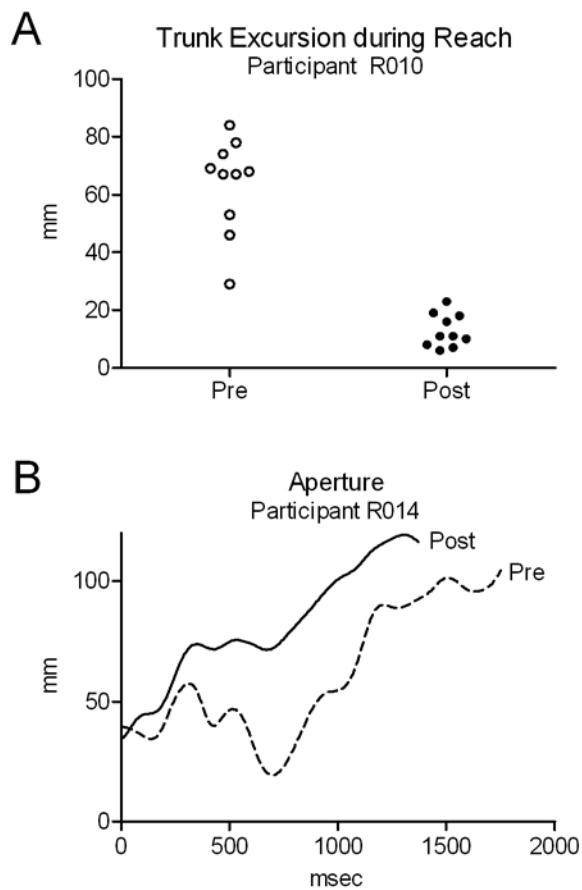 A
Trunk Excursion during Reach
Participant R010
100
80
60
40
20
0
mm
Pre
Post
B
Aperture
Participant R014
Post
Pre
100
50
0
mm
0
500
1000
1500
2000
msec